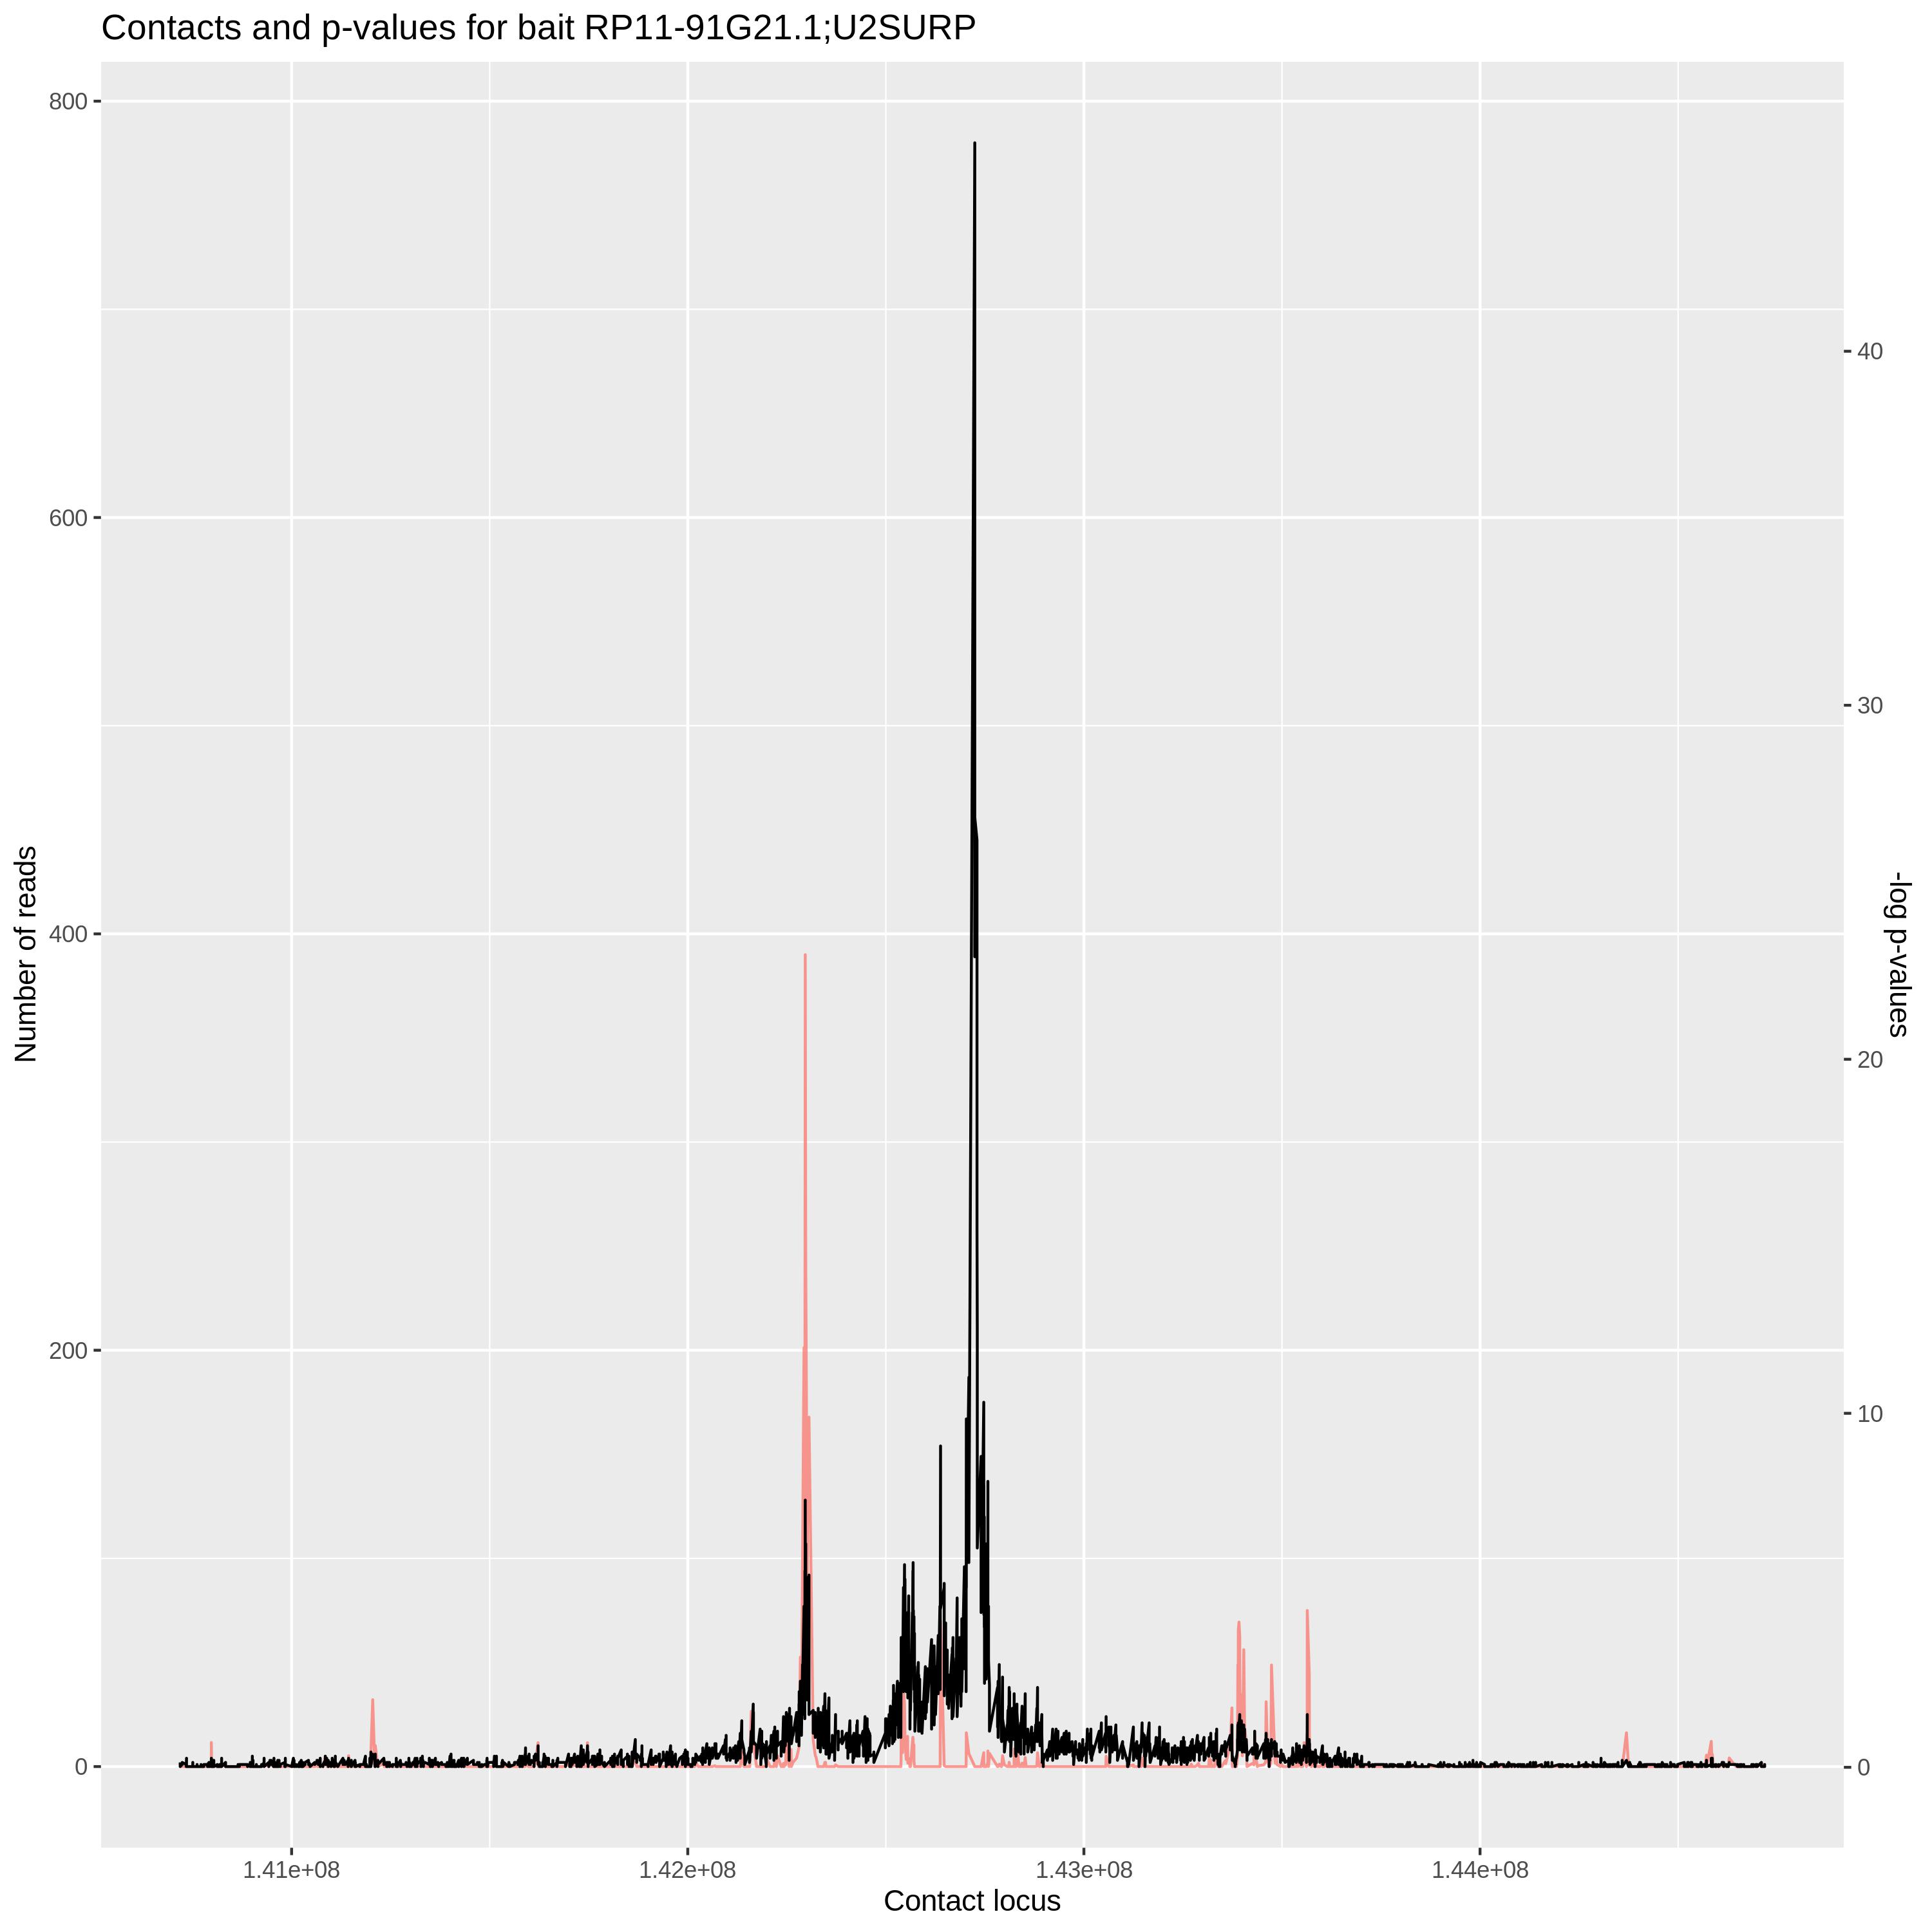 Contacts and p-values for bait RP11-91G21.1;U2SURP
800
600
400
200
0
Number of reads
40
30
20
10
0
-log p-values
1.41e+08
1.42e+08
1.43e+08
1.44e+08
Contact locus